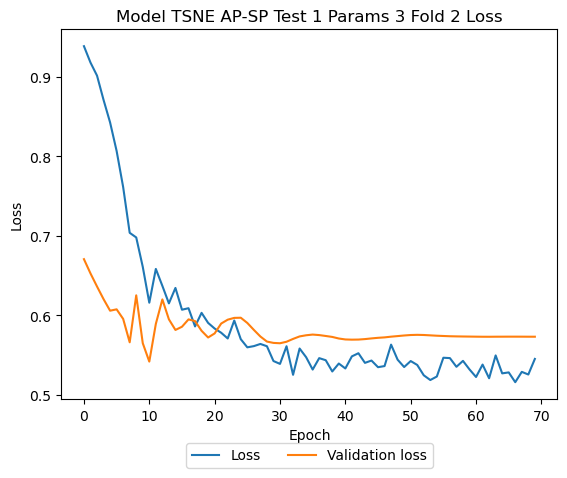 Model TSNE AP-SP Test 1 Params 3 Fold 2 Loss
0.9
0.8
0.7
0.6
0.5
Loss
0 10 20 30 40 50 60 70
Epoch
Loss Validation loss